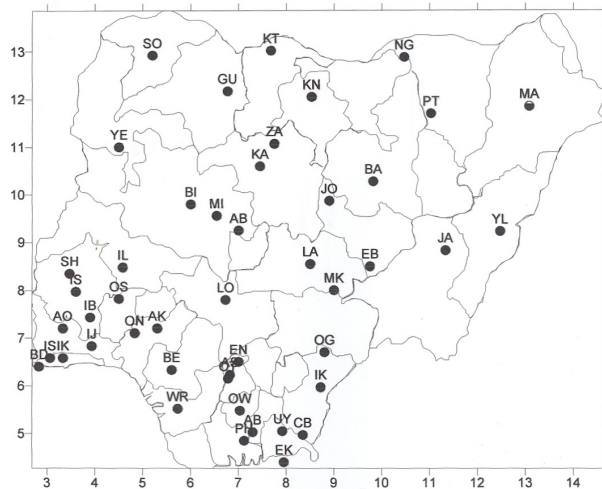 13
12
11
10
9
8
7
6
5
SO
KT
NG
GU
KN
PT
MA
YE
ZA
KA
BA
BI
MI
AB
JO
YL
SH
IL
LA
EB
JA
IS
OS
LO
MK
IB
AO
ON
AK
IJ
BD
IS
IK
BE
EN
OG
IK
WR
OW
AB
UY
CB
EK
3 4 5 6 7 8 9 10 11 12 13 14